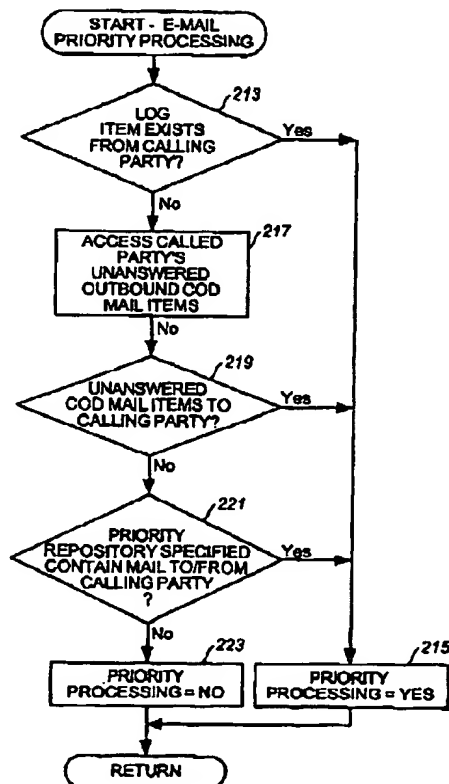 START - E-MAIL
PRIORITY PROCESSING
213
LOG
ITEM EXISTS
FROM CALLING
PARTY?
Yes
No
217
ACCESS CALLED
PARTY'S
UNANSWERED
OUTBOUND COD
MAIL ITEMS
No
219
UNANSWERED
COD MAIL ITEMS TO
CALLING PARTY?
Yes
No
221
PRIORITY
REPOSITORY SPECIFIED
CONTAIN MAIL TO/FROM
CALLING PARTY
?
Yes
No
223
PRIORITY
PROCESSING = NO
215
PRIORITY
PROCESSING = YES
RETURN